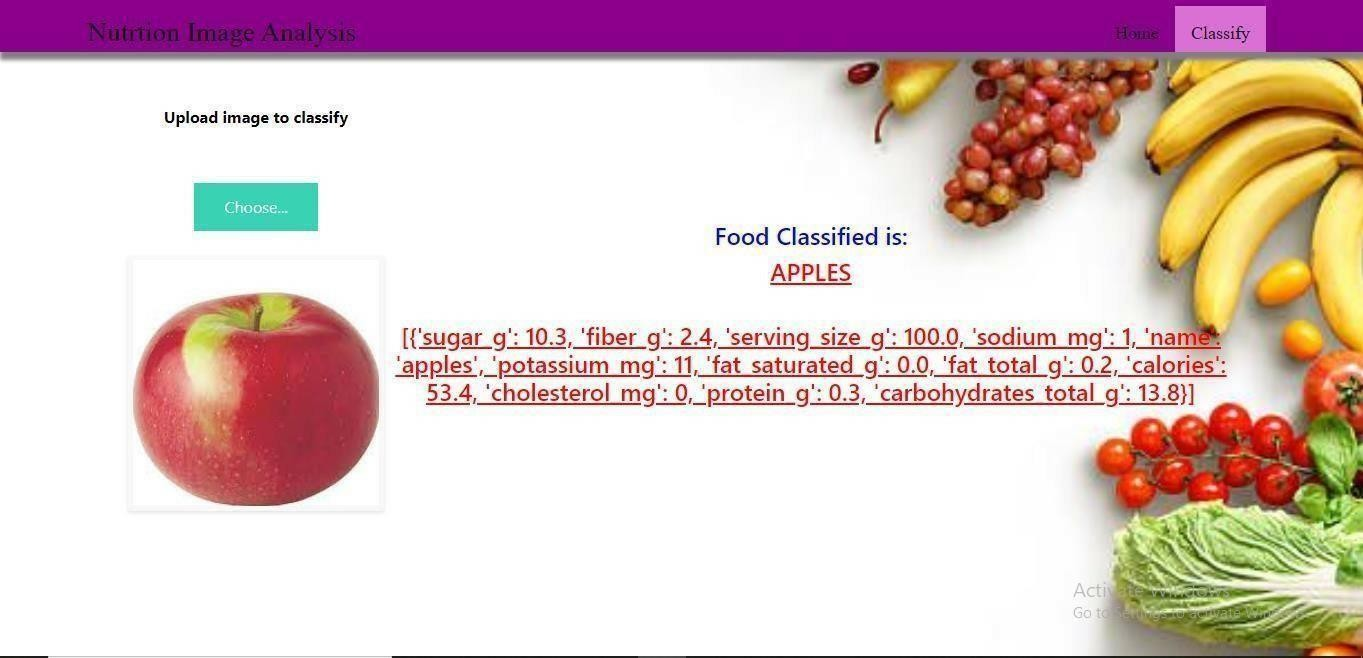 Nutrtion Image Analysis
Home
Classify
Upload image to classify
Choose...
Food Classified is:
APPLES
[{'sugar_g': 10.3, 'fiber_g': 2.4, 'serving_size_g': 100.0, 'sodium_mg': 1, 'name':
'apples', 'potassium_mg': 11, 'fat_saturated_g': 0.0, 'fat_total_g': 0.2, 'calories':
53.4, 'cholesterol_mg': 0, 'protein_g': 0.3, 'carbohydrates_total_g': 13.8}]
Activate Windows
Go to Settings to activate Windows.